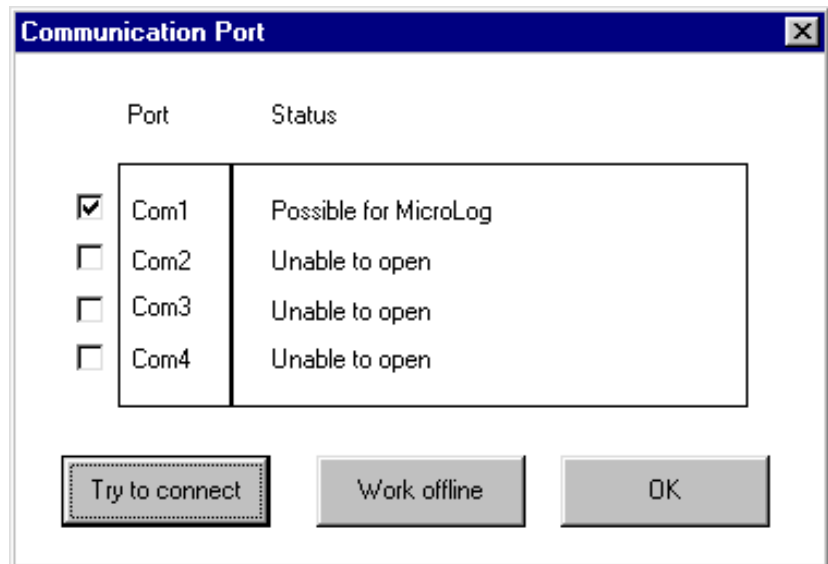 Communication Port
Port Status
Com1 Possible for MicroLog
Com2 Unable to open
Com3 Unable to open
Com4 Unable to open
Try to connect Work offline OK